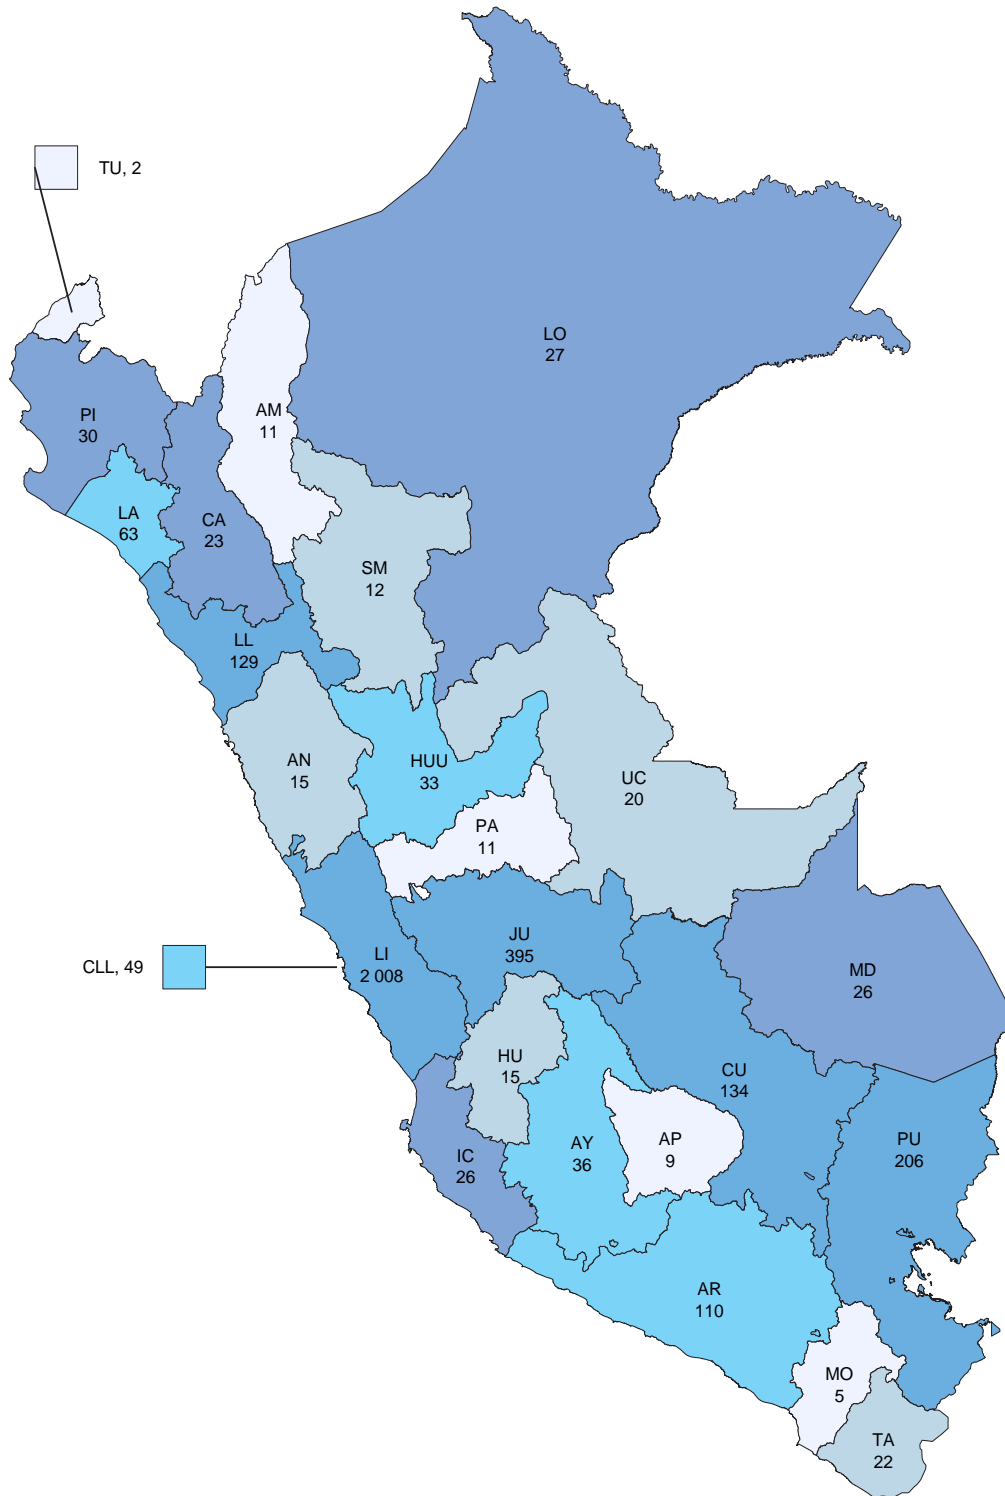 TU, 2
LO
27
AM
11
PI
30
LA
63
CA
23
SM
12
LL
129
AN
15
HUU
33
UC
20
PA
11
JU
395
LI
2 008
CLL, 49
MD
26
HU
15
CU
134
AY
36
AP
9
PU
206
IC
26
AR
110
MO
5
TA
22